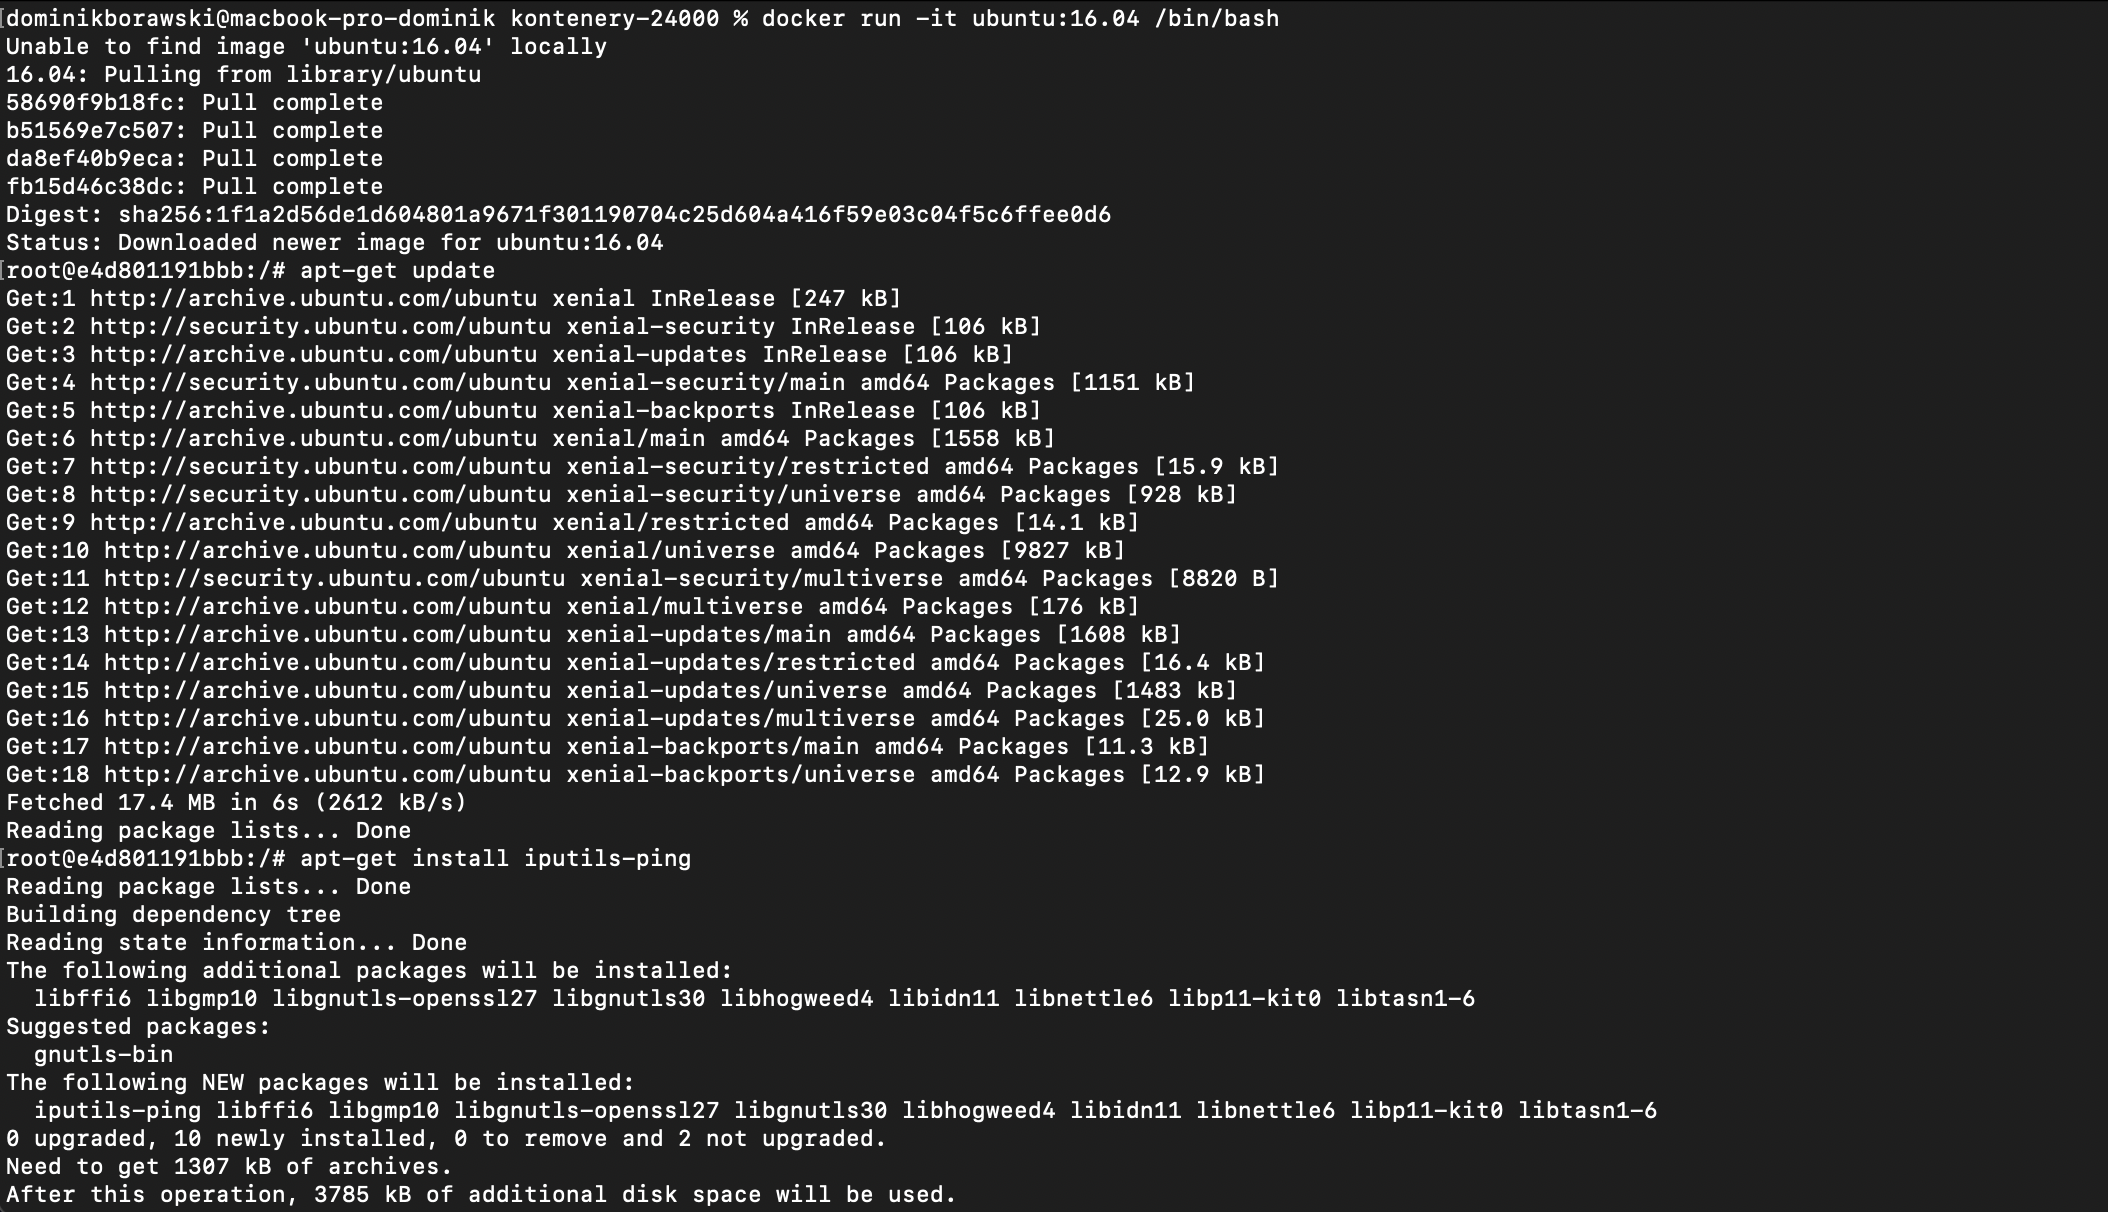 dominikborawski@macbook-pro-dominik kontenery-24000 % docker run -it ubuntu:16.04 /bin/bash
Unable to find image 'ubuntu:16.04' locally
16.04: Pulling from library/ubuntu
58690f9b18fc: Pull complete
b51569e7c507: Pull complete
da8ef40b9eca: Pull complete
fb15d46c38dc: Pull complete
Digest: sha256:1f1a2d56de1d604801a9671f301190704c25d604a416f59e03c04f5c6ffee0d6
Status: Downloaded newer image for ubuntu:16.04
root@e4d801191bbb:/# apt-get update
Get:1 http://archive.ubuntu.com/ubuntu xenial InRelease [247 kB]
Get:2 http://security.ubuntu.com/ubuntu xenial-security InRelease [106 kB]
Get:3 http://archive.ubuntu.com/ubuntu xenial-updates InRelease [106 kB]
Get:4 http://security.ubuntu.com/ubuntu xenial-security/main amd64 Packages [1151 kB]
Get:5 http://archive.ubuntu.com/ubuntu xenial-backports InRelease [106 kB]
Get:6 http://archive.ubuntu.com/ubuntu xenial/main amd64 Packages [1558 kB]
Get:7 http://security.ubuntu.com/ubuntu xenial-security/restricted amd64 Packages [15.9 kB]
Get:8 http://security.ubuntu.com/ubuntu xenial-security/universe amd64 Packages [928 kB]
Get:9 http://archive.ubuntu.com/ubuntu xenial/restricted amd64 Packages [14.1 kB]
Get:10 http://archive.ubuntu.com/ubuntu xenial/universe amd64 Packages [9827 kB]
Get:11 http://security.ubuntu.com/ubuntu xenial-security/multiverse amd64 Packages [8820 B]
Get:12 http://archive.ubuntu.com/ubuntu xenial/multiverse amd64 Packages [176 kB]
Get:13 http://archive.ubuntu.com/ubuntu xenial-updates/main amd64 Packages [1608 kB]
Get:14 http://archive.ubuntu.com/ubuntu xenial-updates/restricted amd64 Packages [16.4 kB]
Get:15 http://archive.ubuntu.com/ubuntu xenial-updates/universe amd64 Packages [1483 kB]
Get:16 http://archive.ubuntu.com/ubuntu xenial-updates/multiverse amd64 Packages [25.0 kB]
Get:17 http://archive.ubuntu.com/ubuntu xenial-backports/main amd64 Packages [11.3 kB]
Get:18 http://archive.ubuntu.com/ubuntu xenial-backports/universe amd64 Packages [12.9 kB]
Fetched 17.4 MB in 6s (2612 kB/s)
Reading package lists... Done
root@e4d801191bbb:/# apt-get install iputils-ping
Reading package lists... Done
Building dependency tree
Reading state information... Done
The following additional packages will be installed:
  libffi6 libgmp10 libgnutls-openssl27 libgnutls30 libhogweed4 libidn11 libnettle6 libp11-kit0 libtasn1-6
Suggested packages:
  gnutls-bin
The following NEW packages will be installed:
  iputils-ping libffi6 libgmp10 libgnutls-openssl27 libgnutls30 libhogweed4 libidn11 libnettle6 libp11-kit0 libtasn1-6
0 upgraded, 10 newly installed, 0 to remove and 2 not upgraded.
Need to get 1307 kB of archives.
After this operation, 3785 kB of additional disk space will be used.